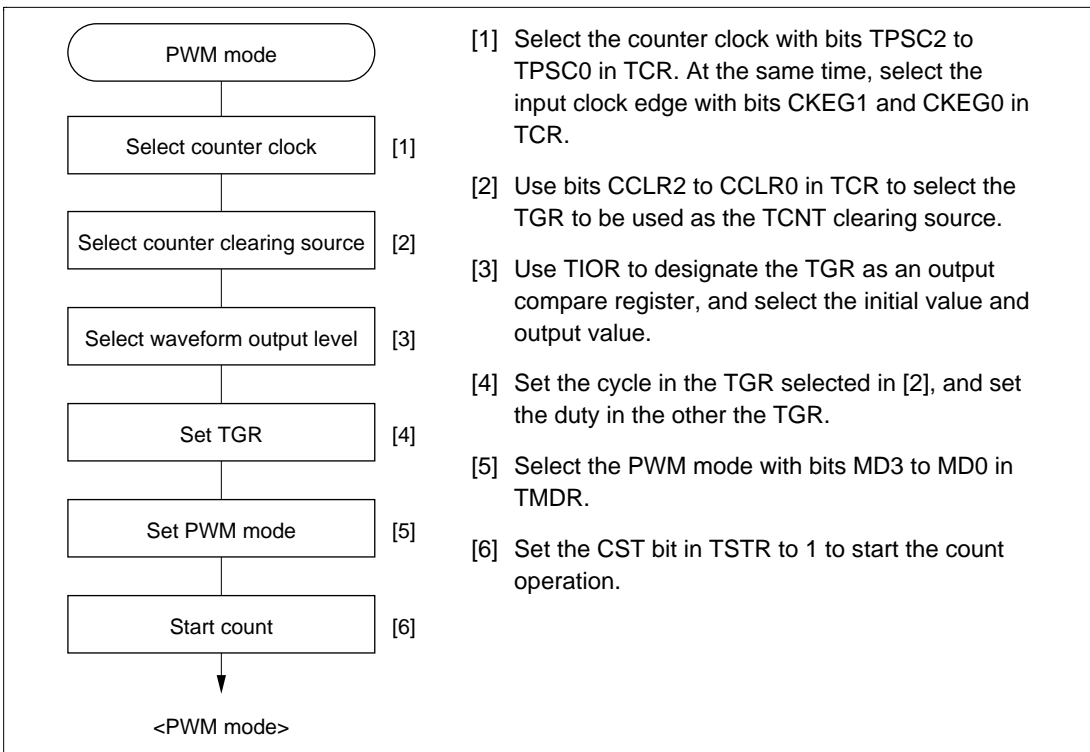 PWM mode
Select counter clock [1]
Select counter clearing source [2]
Select waveform output level [3]
Set TGR [4]
Set PWM mode [5]
Start count [6]
<PWM mode>
[1] Select the counter clock with bits TPSC2 to
TPSC0 in TCR. At the same time, select the
input clock edge with bits CKEG1 and CKEG0 in
TCR.
[2] Use bits CCLR2 to CCLR0 in TCR to select the
TGR to be used as the TCNT clearing source.
[3] Use TIOR to designate the TGR as an output
compare register, and select the initial value and
output value.
[4] Set the cycle in the TGR selected in [2], and set
the duty in the other the TGR.
[5] Select the PWM mode with bits MD3 to MD0 in
TMDR.
[6] Set the CST bit in TSTR to 1 to start the count
operation.